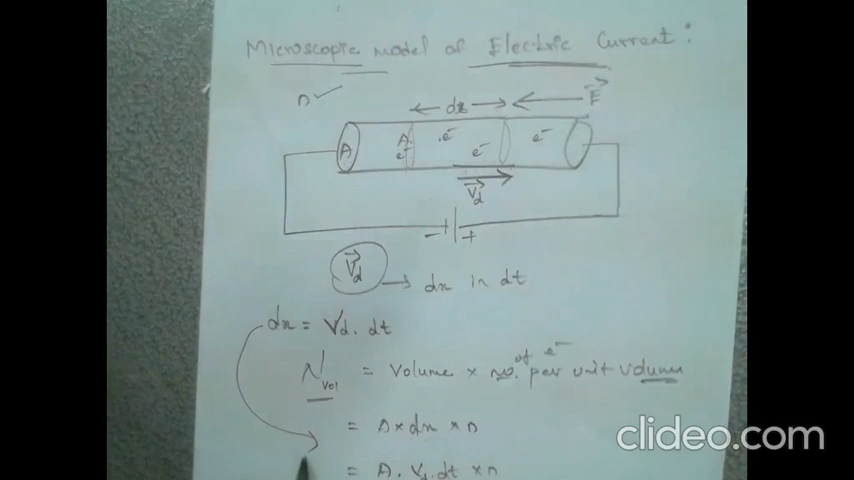 Microscopic model of Electric Current :
n ✓
dx
E
A
A
e⁻
.e⁻
e⁻
e⁻
Vd
- +
Vd → dx in dt
dx = Vd . dt
N vol = Volume × no. of e⁻ per unit volume
= A × dx × n
= A . Vd . dt × n
clideo.com